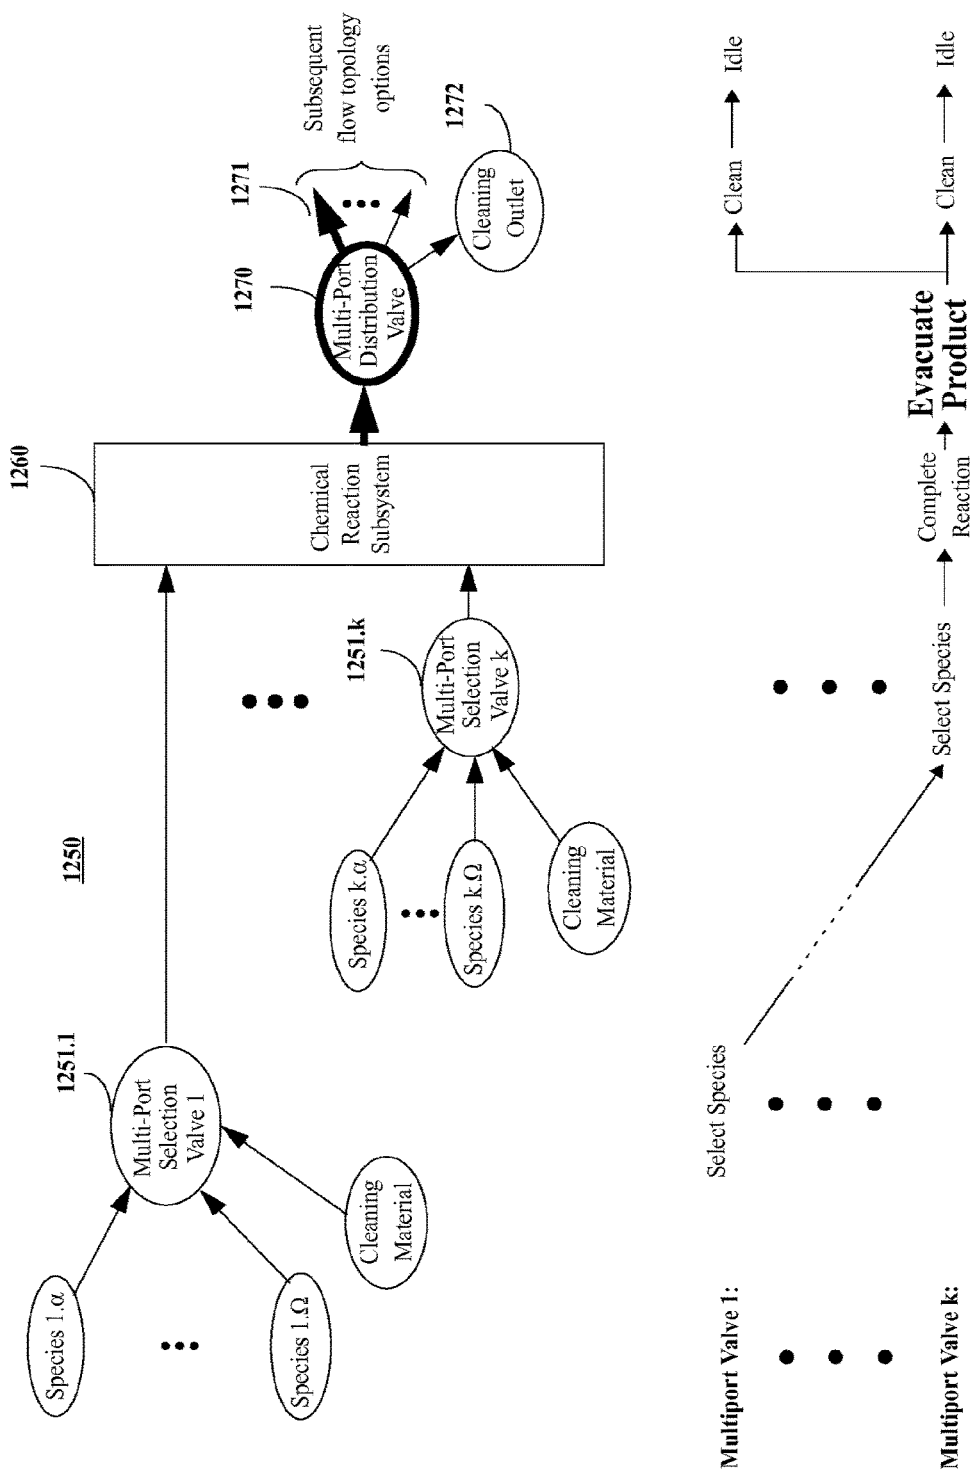 1250
1251.1
Multi-Port
Selection
Valve 1
Species 1.α
Species 1.Ω
Cleaning
Material
1251.k
Multi-Port
Selection
Valve k
Species k.α
Species k.Ω
Cleaning
Material
1260
Chemical
Reaction
Subsystem
1270
Multi-Port
Distribution
Valve
1271
Subsequent
flow topology
options
1272
Cleaning
Outlet
Multiport Valve 1:
Select Species
Clean
Idle
Multiport Valve k:
Select Species
Complete
Reaction
Evacuate
Product
Clean
Idle